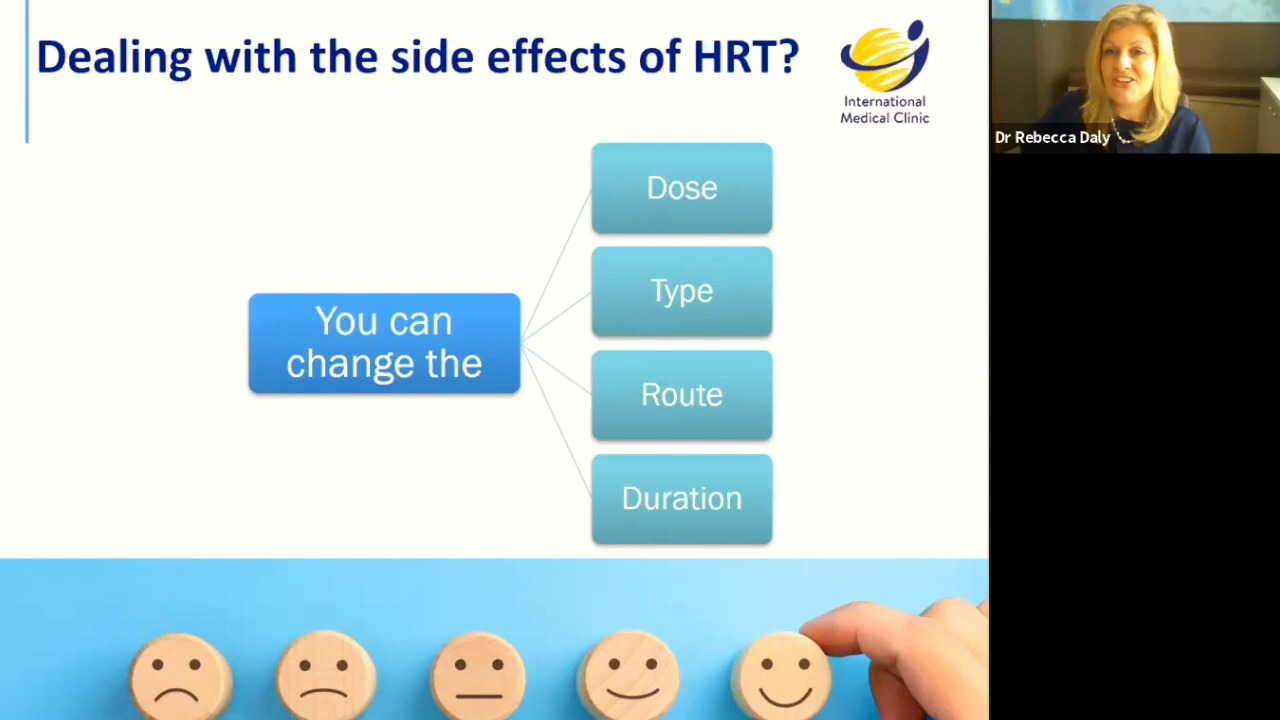 Dealing with the side effects of HRT?
International
Medical Clinic
Dr Rebecca Daly
You can
change the
Dose
Type
Route
Duration